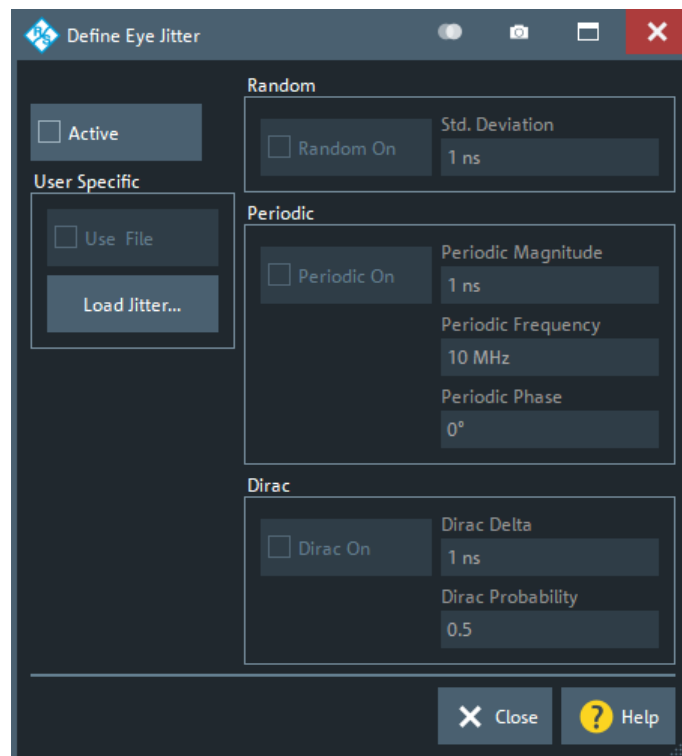 R&S Define Eye Jitter
Active
User Specific
Use File
Load Jitter...
Random
Random On
Std. Deviation
1 ns
Periodic
Periodic On
Periodic Magnitude
1 ns
Periodic Frequency
10 MHz
Periodic Phase
0°
Dirac
Dirac On
Dirac Delta
1 ns
Dirac Probability
0.5
Close
? Help